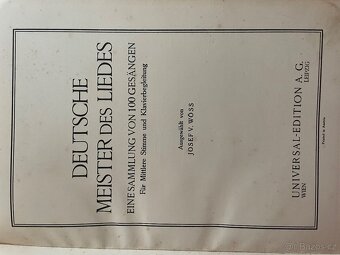 DEUTSCHE
MEISTER DES LIEDES
EINE SAMMLUNG VON 100 GESÄNGEN
Für Mittlere Stimme und Klavierbegleitung
Ausgewählt von
JOSEF V. WÖSS
UNIVERSAL-EDITION A. G.
WIEN LEIPZIG